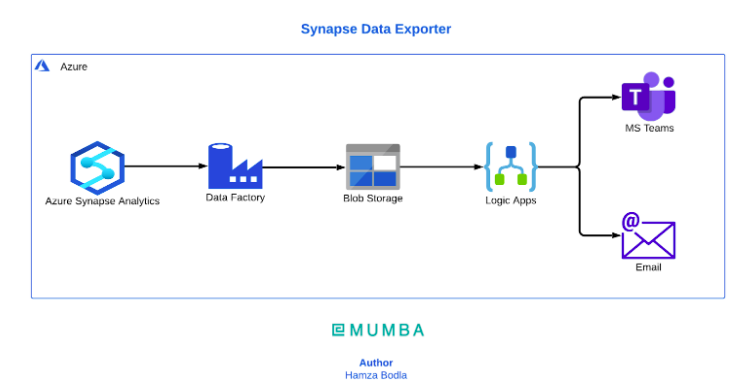 Synapse Data Exporter
Azure
T
MS Teams
Azure Synapse Analytics
Data Factory
Blob Storage
Logic Apps
@
Email
EMUMBA
Author
Hamza Bodla